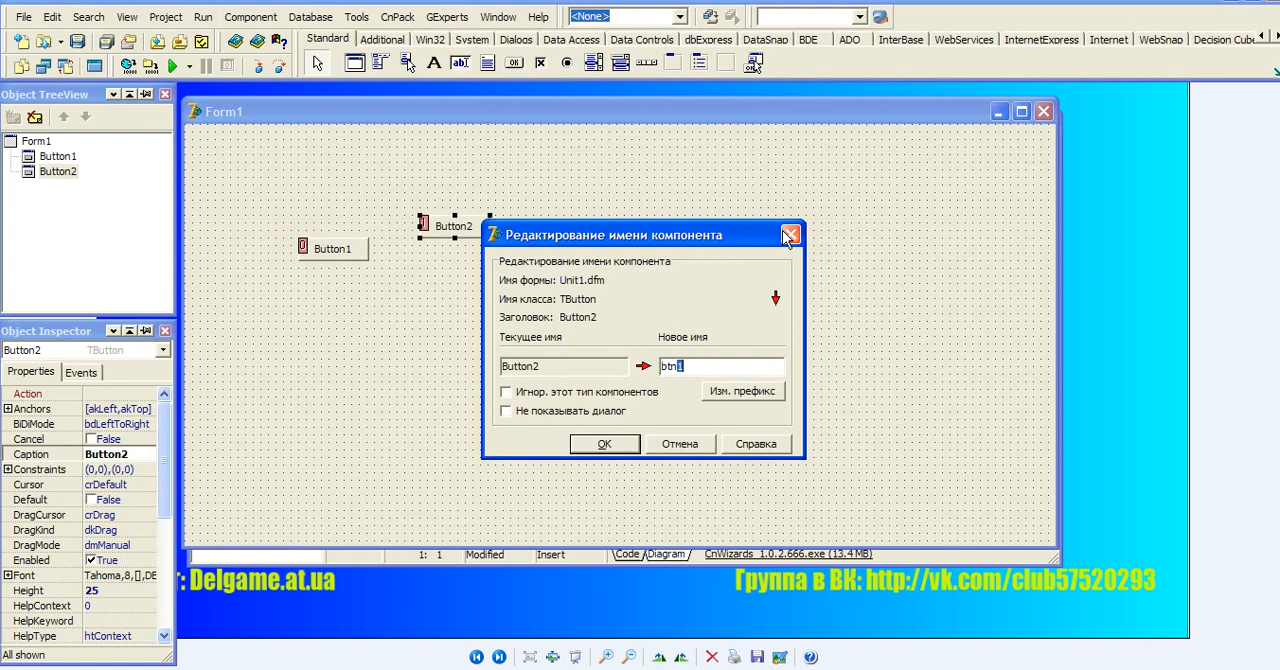 File Edit Search View Project Run Component Database Tools CnPack GExperts Window Help <None>
Standard Additional Win32 System Dialogs Data Access Data Controls dbExpress DataSnap BDE ADO InterBase WebServices InternetExpress Internet WebSnap Decision Cube
Object TreeView
Form1
Button1
Button2
Form1
Button1
Button2
Редактирование имени компонента
Редактирование имени компонента
Имя формы: Unit1.dfm
Имя класса: TButton
Заголовок: Button2
Текущее имя Новое имя
Button2 btn1
Игнор. этот тип компонентов Изм. префикс
Не показывать диалог
OK Отмена Справка
Object Inspector
Button2 TButton
Properties Events
Action
Anchors [akLeft,akTop]
BiDiMode bdLeftToRight
Cancel False
Caption Button2
Constraints (0,0),(0,0)
Cursor crDefault
Default False
DragCursor crDrag
DragKind dkDrag
DragMode dmManual
Enabled True
Font Tahoma,8,[],DE
Height 25
HelpContext 0
HelpKeyword
HelpType htContext
All shown
1: 1 Modified Insert Code Diagram CnWizards_1.0.2.666.exe (13.4 MB)
: Delgame.at.ua
Группа в ВК: http://vk.com/club57520293